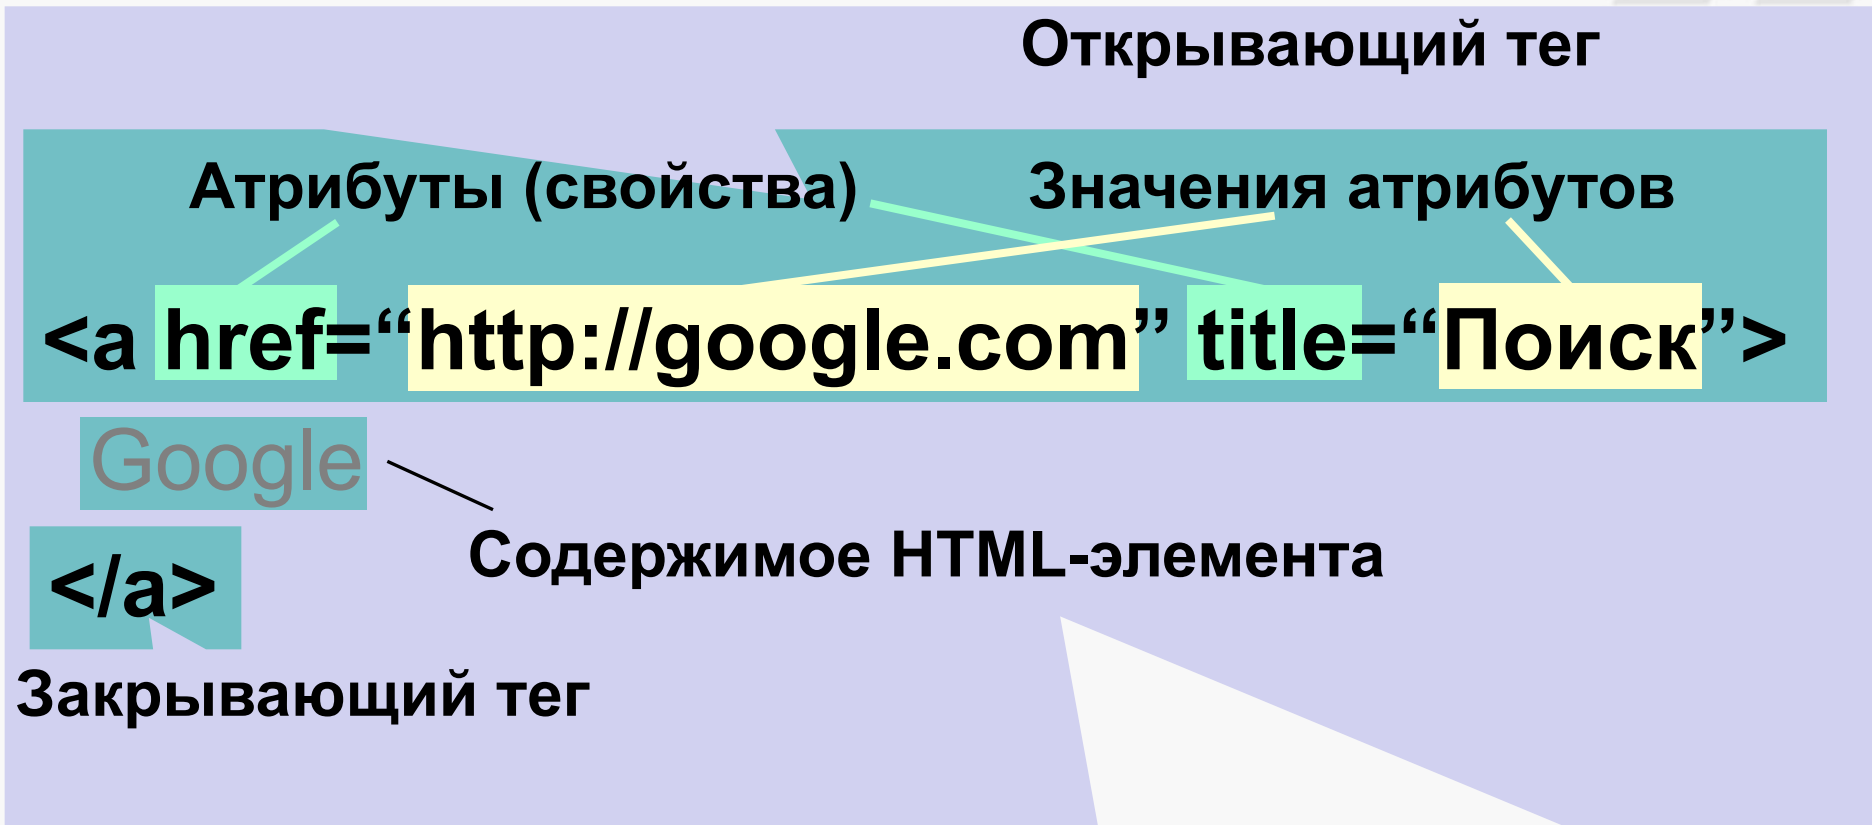 Открывающий тег
Атрибуты (свойства) Значения атрибутов
<a href=“http://google.com” title=“Поиск”>
Google
Содержимое HTML-элемента
</a>
Закрывающий тег